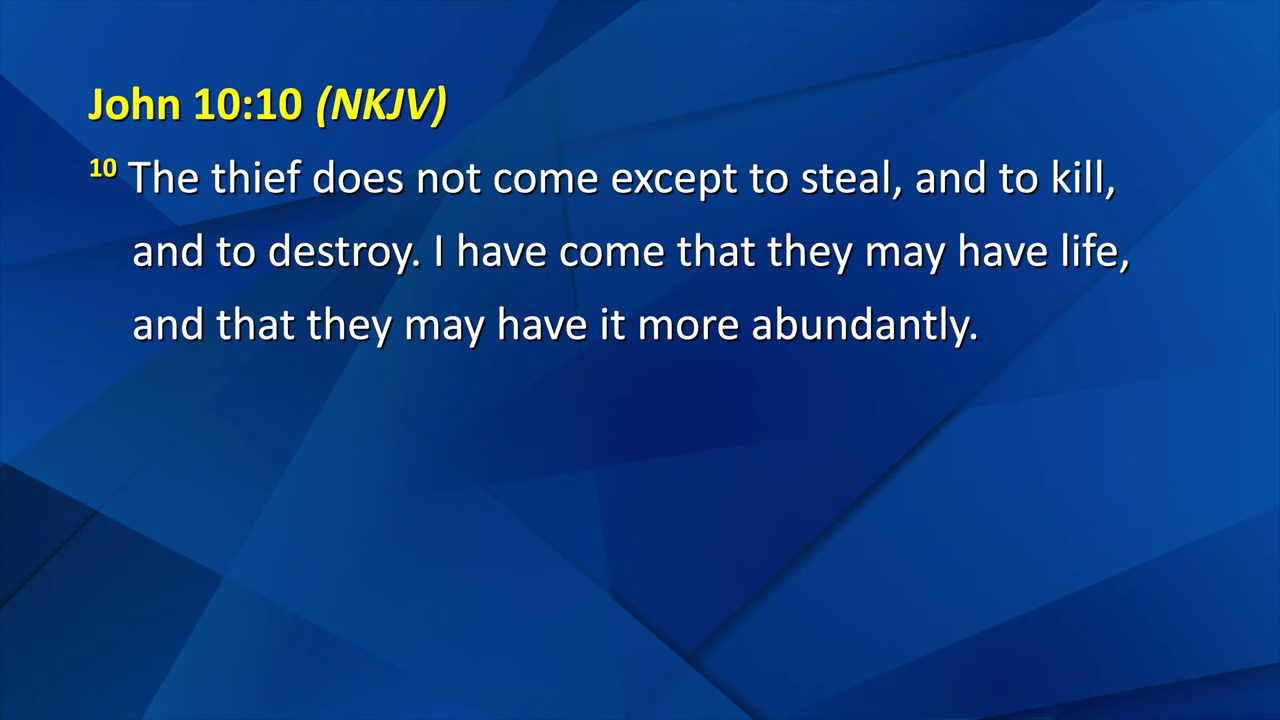 John 10:10 (NKJV)
10 The thief does not come except to steal, and to kill,
and to destroy. I have come that they may have life,
and that they may have it more abundantly.